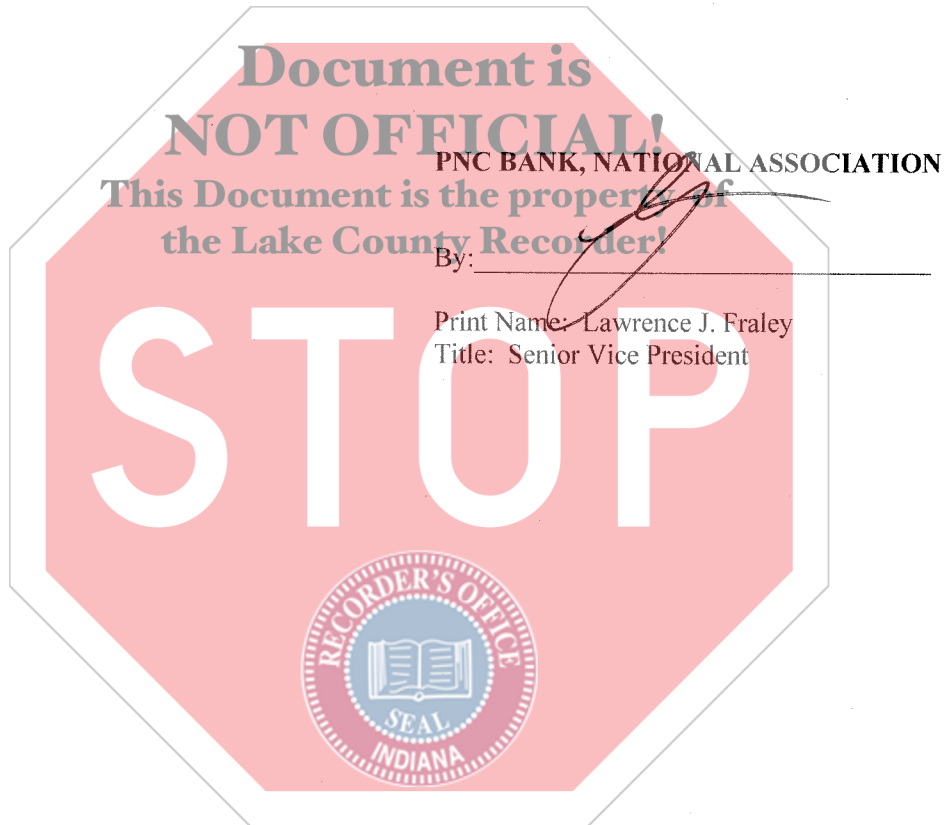 Document is
NOT OFFICIAL!
PNC BANK, NATIONAL ASSOCIATION
This Document is the property of
the Lake County Recorder!
By:
Print Name: Lawrence J. Fraley
Title: Senior Vice President
STOP
RECORDER'S OFFICE
SEAL
INDIANA